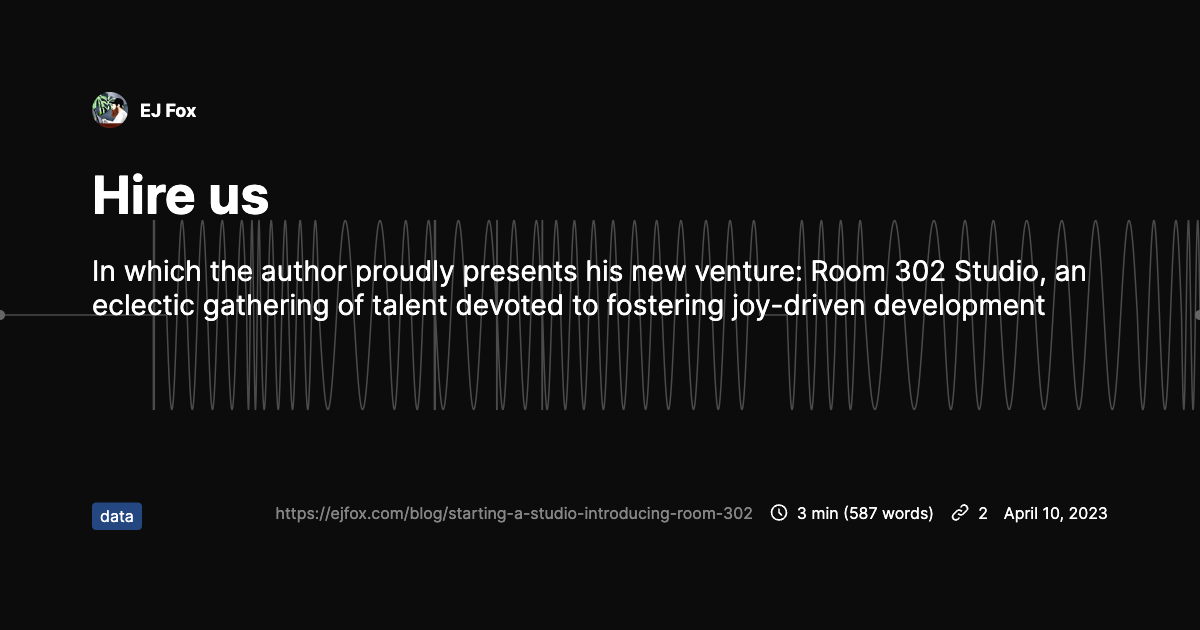 EJ Fox
Hire us
In which the author proudly presents his new venture: Room 302 Studio, an
eclectic gathering of talent devoted to fostering joy-driven development
data
https://ejfox.com/blog/starting-a-studio-introducing-room-302
3 min (587 words)
2
April 10, 2023